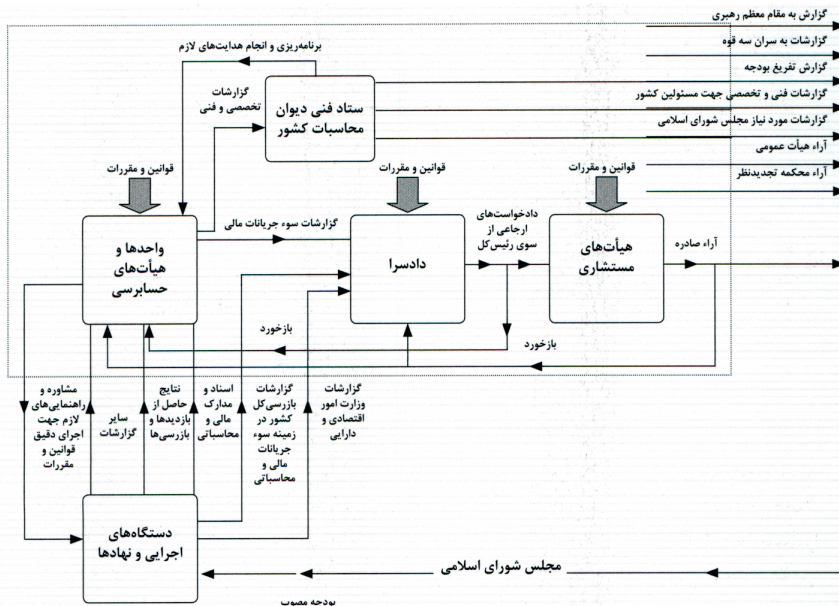 گزارش به مقام معظم رهبری
گزارشات به سران سه قوه
گزارش تفریغ بودجه
گزارشات فنی و تخصصی جهت مسئولین کشور
گزارشات مورد نیاز مجلس شورای اسلامی
آراء هیأت عمومی
آراء محکمه تجدیدنظر
برنامه‌ریزی و انجام هدایت‌های لازم
گزارشات
تخصصی و فنی
ستاد فنی دیوان
محاسبات کشور
قوانین و مقررات
قوانین و مقررات
قوانین و مقررات
هیأت‌های
مستشاری
آراء صادره
دادخواست‌های
ارجاعی از
سوی رئیس‌کل
دادسرا
گزارشات سوء جریانات مالی
واحدها و
هیأت‌های
حسابرسی
بازخورد
بازخورد
گزارشات
وزارت امور
اقتصادی و
دارایی
گزارشات
بازرسی‌کل
کشور در
زمینه سوء
جریانات
مالی و
محاسباتی
اسناد و
مدارک
مالی و
محاسباتی
نتایج
حاصل از
بازدیدها و
بازرسی‌ها
سایر
گزارشات
مشاوره و
راهنمایی‌های
لازم جهت
اجرای دقیق
قوانین و
مقررات
دستگاه‌های
اجرایی و نهادها
مجلس شورای اسلامی
بودجه مصوب